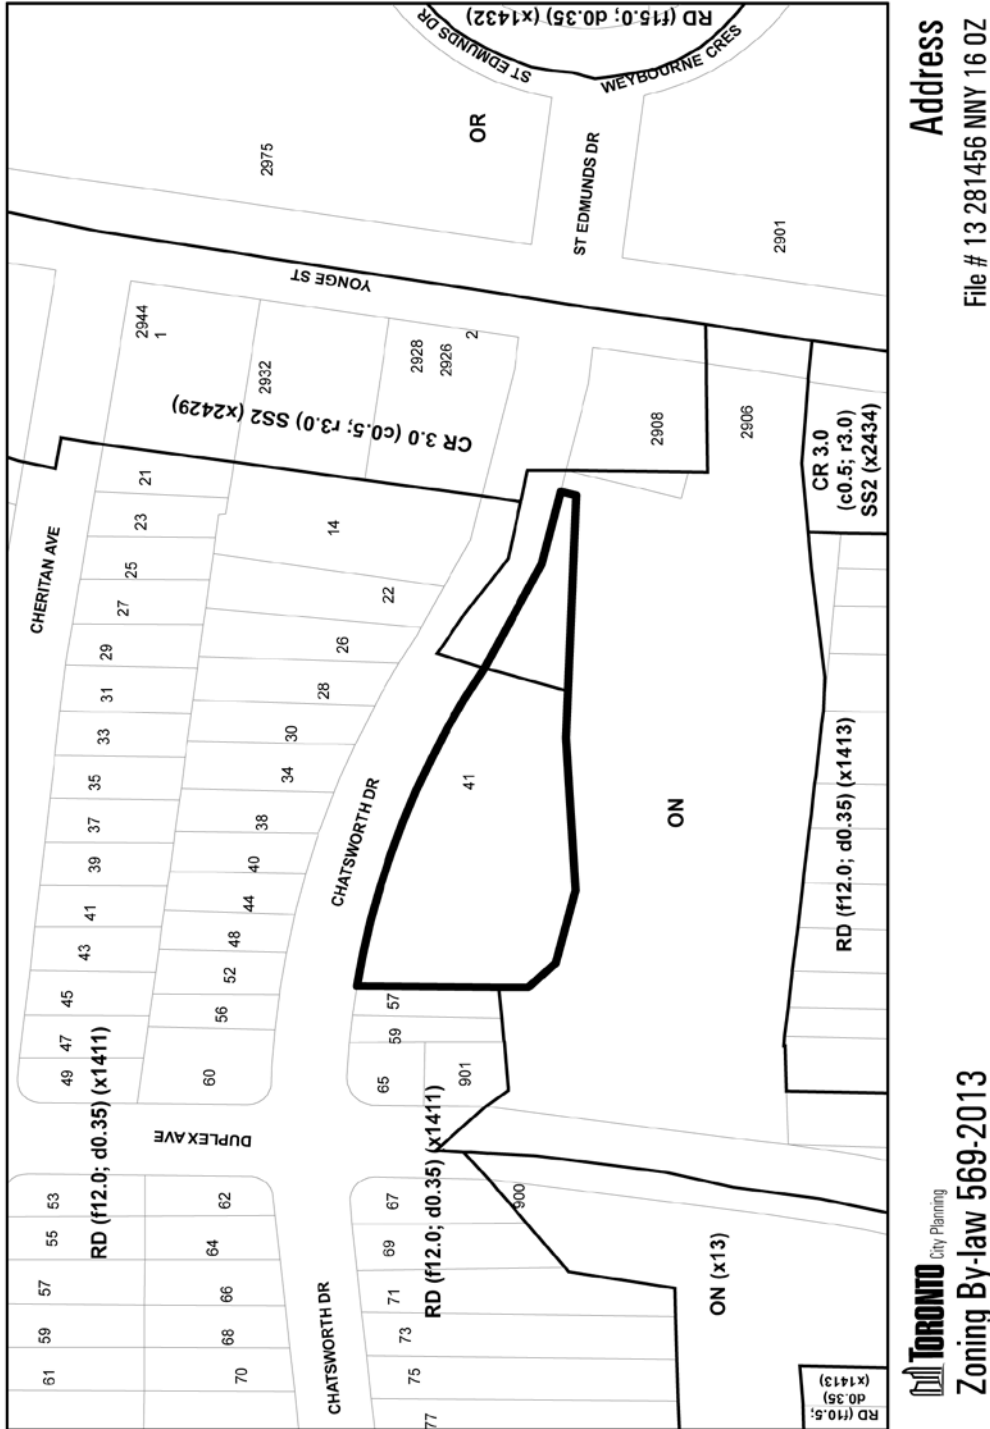 RD (f15.0; d0.35) (x1432)
ST EDMUNDS DR
WEYBOURNE CRES
2975
OR
ST EDMUNDS DR
2901
YONGE ST
2944
1
2932
2928
2926
2
CR 3.0 (c0.5; r3.0) SS2 (x2429)
2908
2906
CR 3.0
(c0.5; r3.0)
SS2 (x2434)
CHERITAN AVE
21
23
25
27
29
31
33
35
37
39
41
43
45
47
49
14
22
26
28
30
34
38
40
44
48
52
56
60
CHATSWORTH DR
41
57
59
65
901
ON
RD (f12.0; d0.35) (x1413)
RD (f12.0; d0.35) (x1411)
DUPLEX AVE
RD (f12.0; d0.35) (x1411)
53
55
57
59
61
62
64
66
68
70
CHATSWORTH DR
67
69
71
73
75
77
900
ON (x13)
RD (f10.5;
d0.35)
(x1413)
TORONTO City Planning
Zoning By-law 569-2013
Address
File # 13 281456 NNY 16 OZ